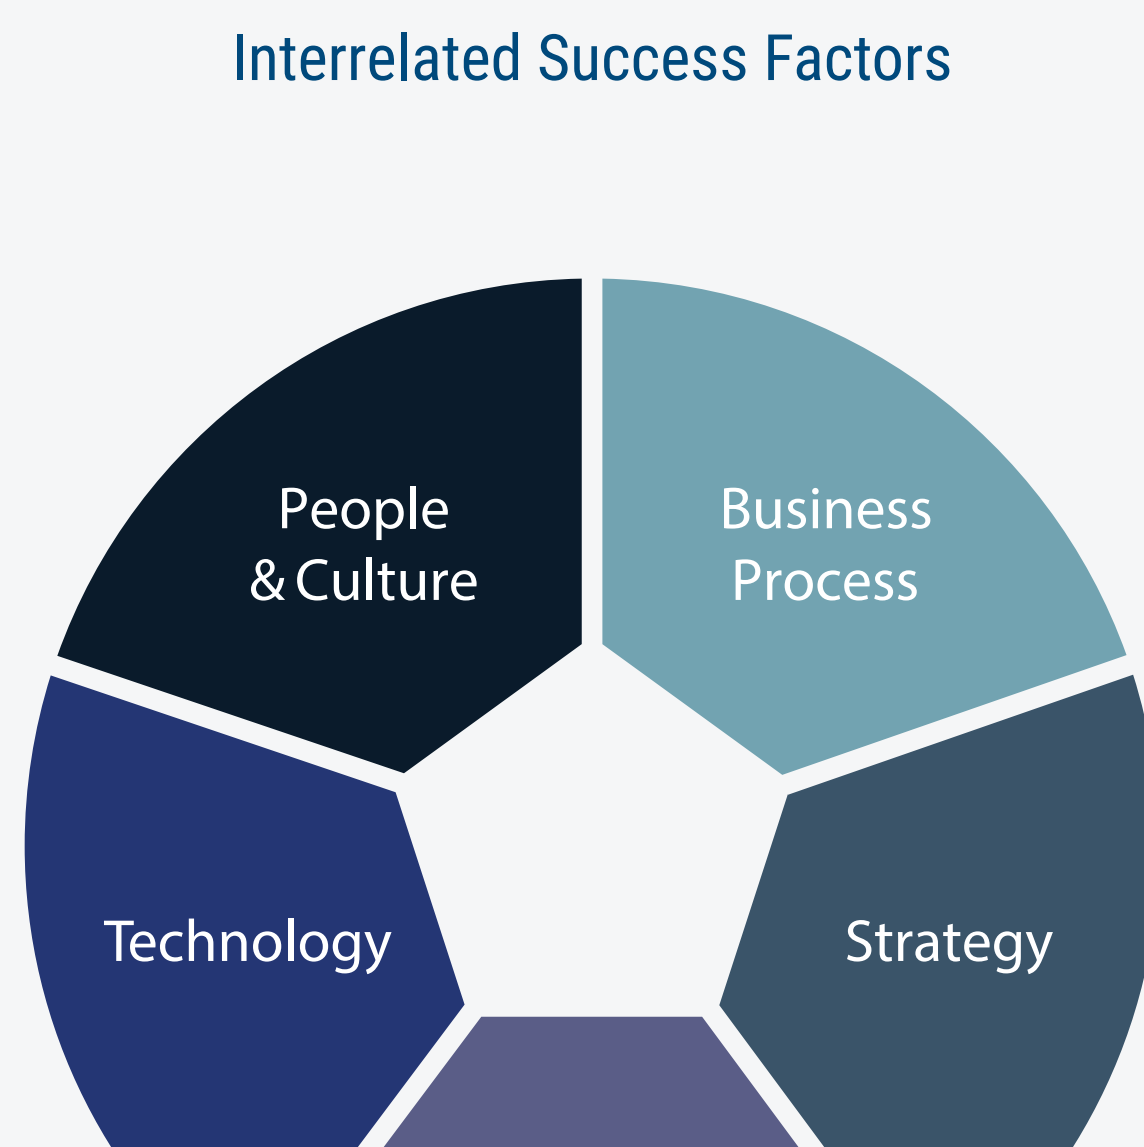 Interrelated Success Factors
People
& Culture
Business
Process
Technology
Strategy